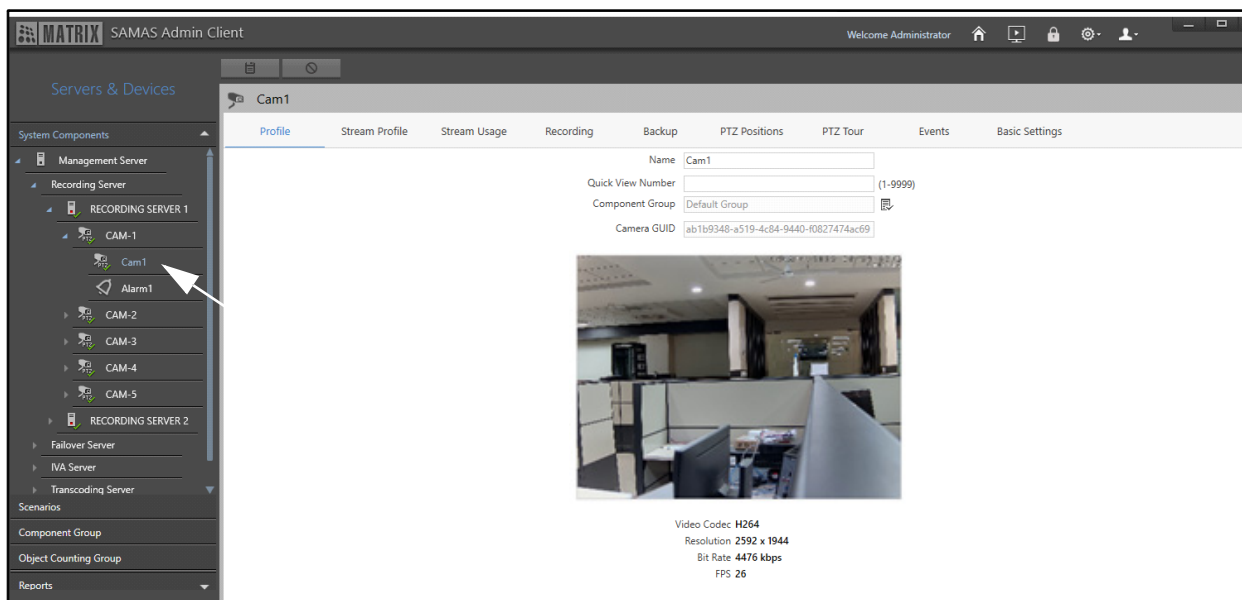 MATRIX SAMAS Admin Client
Welcome Administrator
Servers & Devices
System Components
Management Server
Recording Server
RECORDING SERVER 1
CAM-1
Cam1
Alarm1
CAM-2
CAM-3
CAM-4
CAM-5
RECORDING SERVER 2
Failover Server
IVA Server
Transcoding Server
Scenarios
Component Group
Object Counting Group
Reports
Cam1
Profile Stream Profile Stream Usage Recording Backup PTZ Positions PTZ Tour Events Basic Settings
Name Cam1
Quick View Number (1-9999)
Component Group Default Group
Camera GUID ab1b9348-a519-4c84-9440-f0827474ac69
Video Codec H264
Resolution 2592 x 1944
Bit Rate 4476 kbps
FPS 26